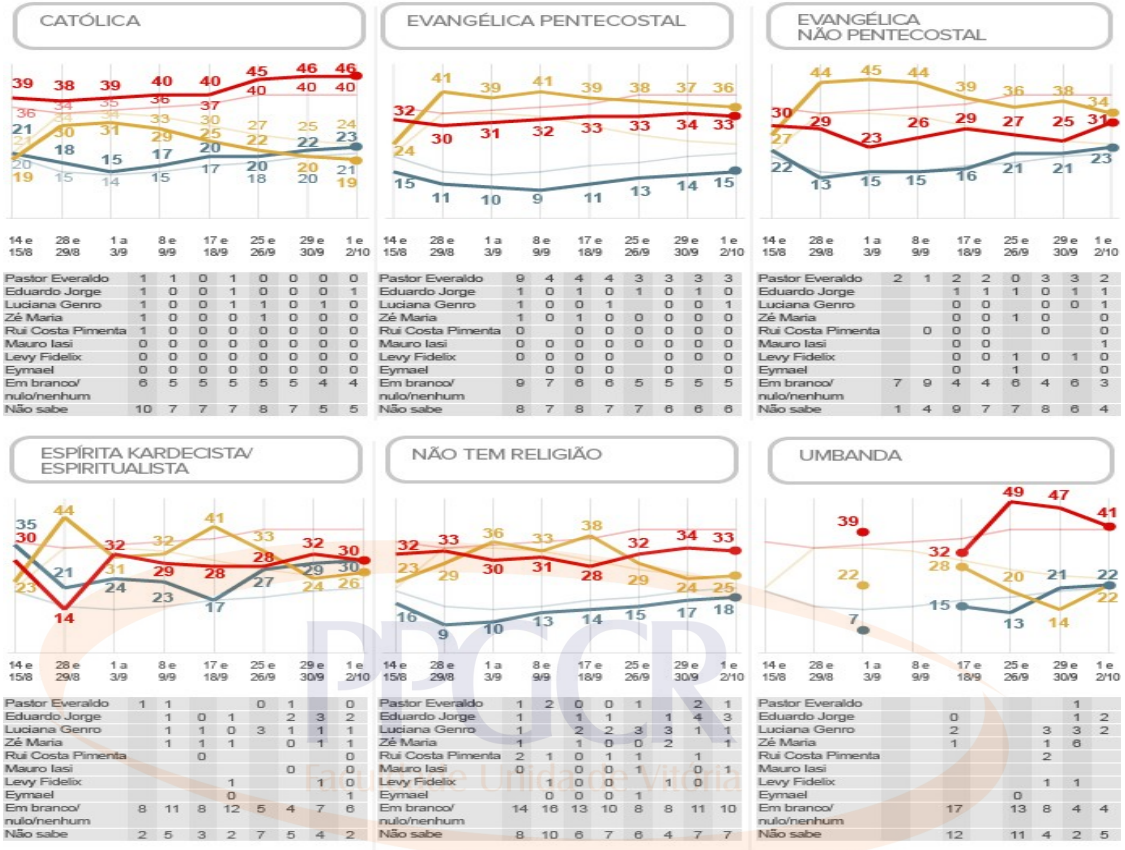 CATÓLICA
39 38 39 40 40 45 46 46
36 34 35 36 37 40 40 40
21 34 34 33 30 27 25 24
19 30 31 29 25 22 20 19
21 18 15 17 20 20 22 23
20 15 14 15 17 18 20 21
14 e 28 e 1 a 8 e 17 e 25 e 29 e 1 e
15/8 29/8 3/9 9/9 18/9 26/9 30/9 2/10
Pastor Everaldo 1 1 0 1 0 0 0 0
Eduardo Jorge 1 0 0 1 0 0 0 1
Luciana Genro 1 0 0 1 1 0 1 0
Zé Maria 1 0 0 0 1 0 0 0
Rui Costa Pimenta 1 0 0 0 0 0 0 0
Mauro Iasi 0 0 0 0 0 0 0 0
Levy Fidelix 0 0 0 0 0 0 0 0
Eymael 0 0 0 0 0 0 0 0
Em branco/ 6 5 5 5 5 5 4 4
nulo/nenhum
Não sabe 10 7 7 7 8 7 5 5
EVANGÉLICA PENTECOSTAL
24 41 39 41 39 38 37 36
32 30 31 32 33 33 34 33
15 11 10 9 11 13 14 15
14 e 28 e 1 a 8 e 17 e 25 e 29 e 1 e
15/8 29/8 3/9 9/9 18/9 26/9 30/9 2/10
Pastor Everaldo 9 4 4 4 3 3 3 3
Eduardo Jorge 1 0 1 0 1 0 1 0
Luciana Genro 1 0 0 1 0 0 1
Zé Maria 1 0 1 0 0 0 0 0
Rui Costa Pimenta 0 0 0 0 0 0 0
Mauro Iasi 0 0 0 0 0 0 0 0
Levy Fidelix 0 0 0 0 0 0 0
Eymael 0 0 0 0 0 0
Em branco/ 9 7 6 6 5 5 5 5
nulo/nenhum
Não sabe 8 7 8 7 7 6 6 6
EVANGÉLICA
NÃO PENTECOSTAL
27 44 45 44 39 36 38 34
30 29 23 26 29 27 25 31
22 13 15 15 16 21 21 23
14 e 28 e 1 a 8 e 17 e 25 e 29 e 1 e
15/8 29/8 3/9 9/9 18/9 26/9 30/9 2/10
Pastor Everaldo 2 1 2 2 0 3 3 2
Eduardo Jorge 1 1 1 0 1 1
Luciana Genro 0 0 0 0 1
Zé Maria 0 0 1 0 0
Rui Costa Pimenta 0 0 0 0 0
Mauro Iasi 0 0 1
Levy Fidelix 0 0 1 0 1 0
Eymael 0 1 0
Em branco/ 7 9 4 4 6 4 6 3
nulo/nenhum
Não sabe 1 4 9 7 7 8 6 4
ESPÍRITA KARDECISTA/
ESPIRITUALISTA
23 44 31 32 41 33 24 26
30 14 32 29 28 28 32 30
35 21 24 23 17 27 29 30
14 e 28 e 1 a 8 e 17 e 25 e 29 e 1 e
15/8 29/8 3/9 9/9 18/9 26/9 30/9 2/10
Pastor Everaldo 1 1 0 1 0
Eduardo Jorge 1 0 1 2 3 2
Luciana Genro 1 1 0 3 1 1 1
Zé Maria 1 1 1 0 1 1
Rui Costa Pimenta 0 0
Mauro Iasi 0 0
Levy Fidelix 1 1 0
Eymael 0 1
Em branco/ 8 11 8 12 5 4 7 6
nulo/nenhum
Não sabe 2 5 3 2 7 5 4 2
NÃO TEM RELIGIÃO
23 29 36 33 38 29 24 25
32 33 30 31 28 32 34 33
16 9 10 13 14 15 17 18
14 e 28 e 1 a 8 e 17 e 25 e 29 e 1 e
15/8 29/8 3/9 9/9 18/9 26/9 30/9 2/10
Pastor Everaldo 1 2 0 0 1 2 1
Eduardo Jorge 1 1 1 1 4 3
Luciana Genro 1 2 2 3 3 1 1
Zé Maria 1 1 0 0 2 1
Rui Costa Pimenta 2 1 0 1 1 1
Mauro Iasi 0 0 0 1 0 1
Levy Fidelix 1 0 0 0 1 1 0
Eymael 0 0 0 1
Em branco/ 14 16 13 10 8 8 11 10
nulo/nenhum
Não sabe 8 10 6 7 6 4 7 7
UMBANDA
39 32 49 47 41
22 28 20 14 22
7 15 13 21 22
14 e 28 e 1 a 8 e 17 e 25 e 29 e 1 e
15/8 29/8 3/9 9/9 18/9 26/9 30/9 2/10
Pastor Everaldo 1
Eduardo Jorge 0 1 2
Luciana Genro 2 3 3 2
Zé Maria 1 1 6
Rui Costa Pimenta 2
Mauro Iasi
Levy Fidelix 1 1
Eymael 0
Em branco/ 17 13 8 4 4
nulo/nenhum
Não sabe 12 11 4 2 5
PPGCR
Faculdade Unida de Vitória